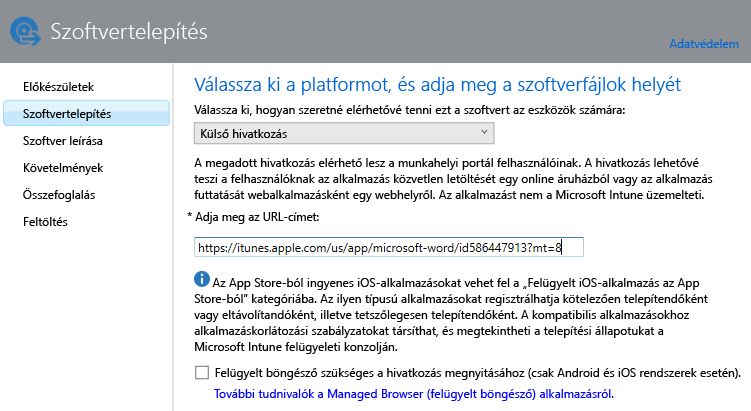 Szoftvertelepítés
Adatvédelem
Előkészületek
Szoftvertelepítés
Szoftver leírása
Követelmények
Összefoglalás
Feltöltés
Válassza ki a platformot, és adja meg a szoftverfájlok helyét
Válassza ki, hogyan szeretné elérhetővé tenni ezt a szoftvert az eszközök számára:
Külső hivatkozás
A megadott hivatkozás elérhető lesz a munkahelyi portál felhasználóinak. A hivatkozás lehetővé
teszi a felhasználóknak az alkalmazás közvetlen letöltését egy online áruházból vagy az alkalmazás
futtatását webalkalmazásként egy webhelyről. Az alkalmazást nem a Microsoft Intune üzemelteti.
* Adja meg az URL-címet:
https://itunes.apple.com/us/app/microsoft-word/id586447913?mt=8
Az App Store-ból ingyenes iOS-alkalmazásokat vehet fel a „Felügyelt iOS-alkalmazás az App
Store-ból” kategóriába. Az ilyen típusú alkalmazásokat regisztrálhatja kötelezően telepítendőként
vagy eltávolítandóként, illetve tetszőlegesen telepítendőként. A kompatibilis alkalmazásokhoz
alkalmazáskorlátozási szabályzatokat társíthat, és megtekintheti a telepítési állapotukat a
Microsoft Intune felügyeleti konzolján.
Felügyelt böngésző szükséges a hivatkozás megnyitásához (csak Android és iOS rendszerek esetén).
További tudnivalók a Managed Browser (felügyelt böngésző) alkalmazásról.